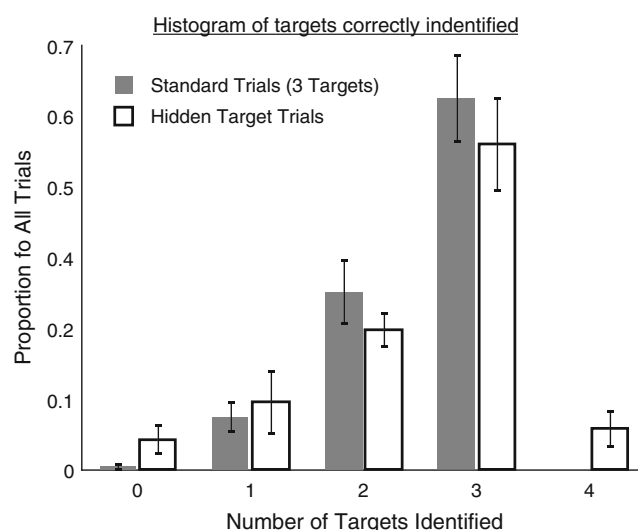 Histogram of targets correctly indentified
0.7
Standard Trials (3 Targets)
0.6
Hidden Target Trials
0.5
0.4
0.2
0.1
0
Proportion fo All Trials
0 1 2 3 4
Number of Targets Identified